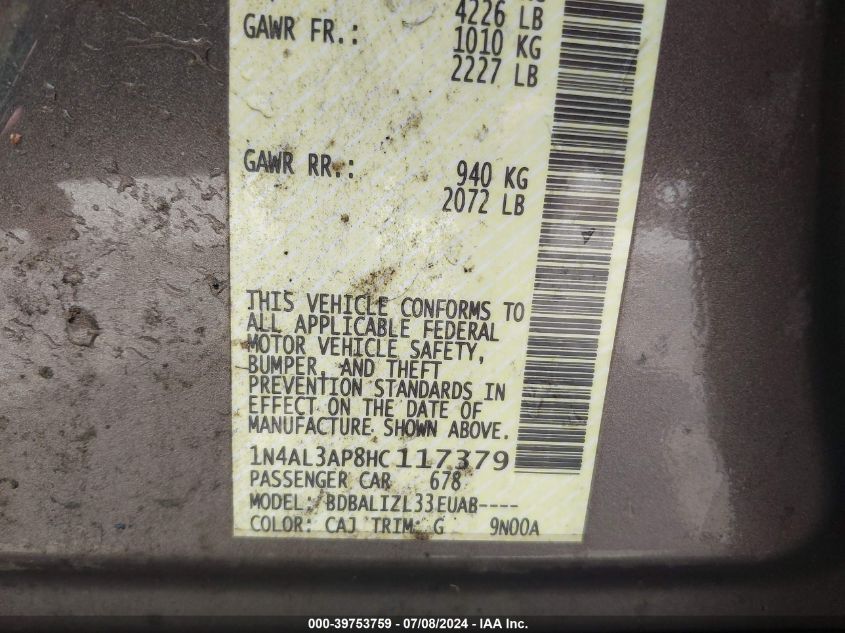 4226 LB
GAWR FR.: 1010 KG
2227 LB
GAWR RR.: 940 KG
2072 LB
THIS VEHICLE CONFORMS TO
ALL APPLICABLE FEDERAL
MOTOR VEHICLE SAFETY,
BUMPER, AND THEFT
PREVENTION STANDARDS IN
EFFECT ON THE DATE OF
MANUFACTURE SHOWN ABOVE.
1N4AL3AP8HC117379
PASSENGER CAR 678
MODEL: BDBALIZL33EUAB----
COLOR: CAJ TRIM: G 9N00A
000-39753759 / 07/08/2024 - IAA Inc.